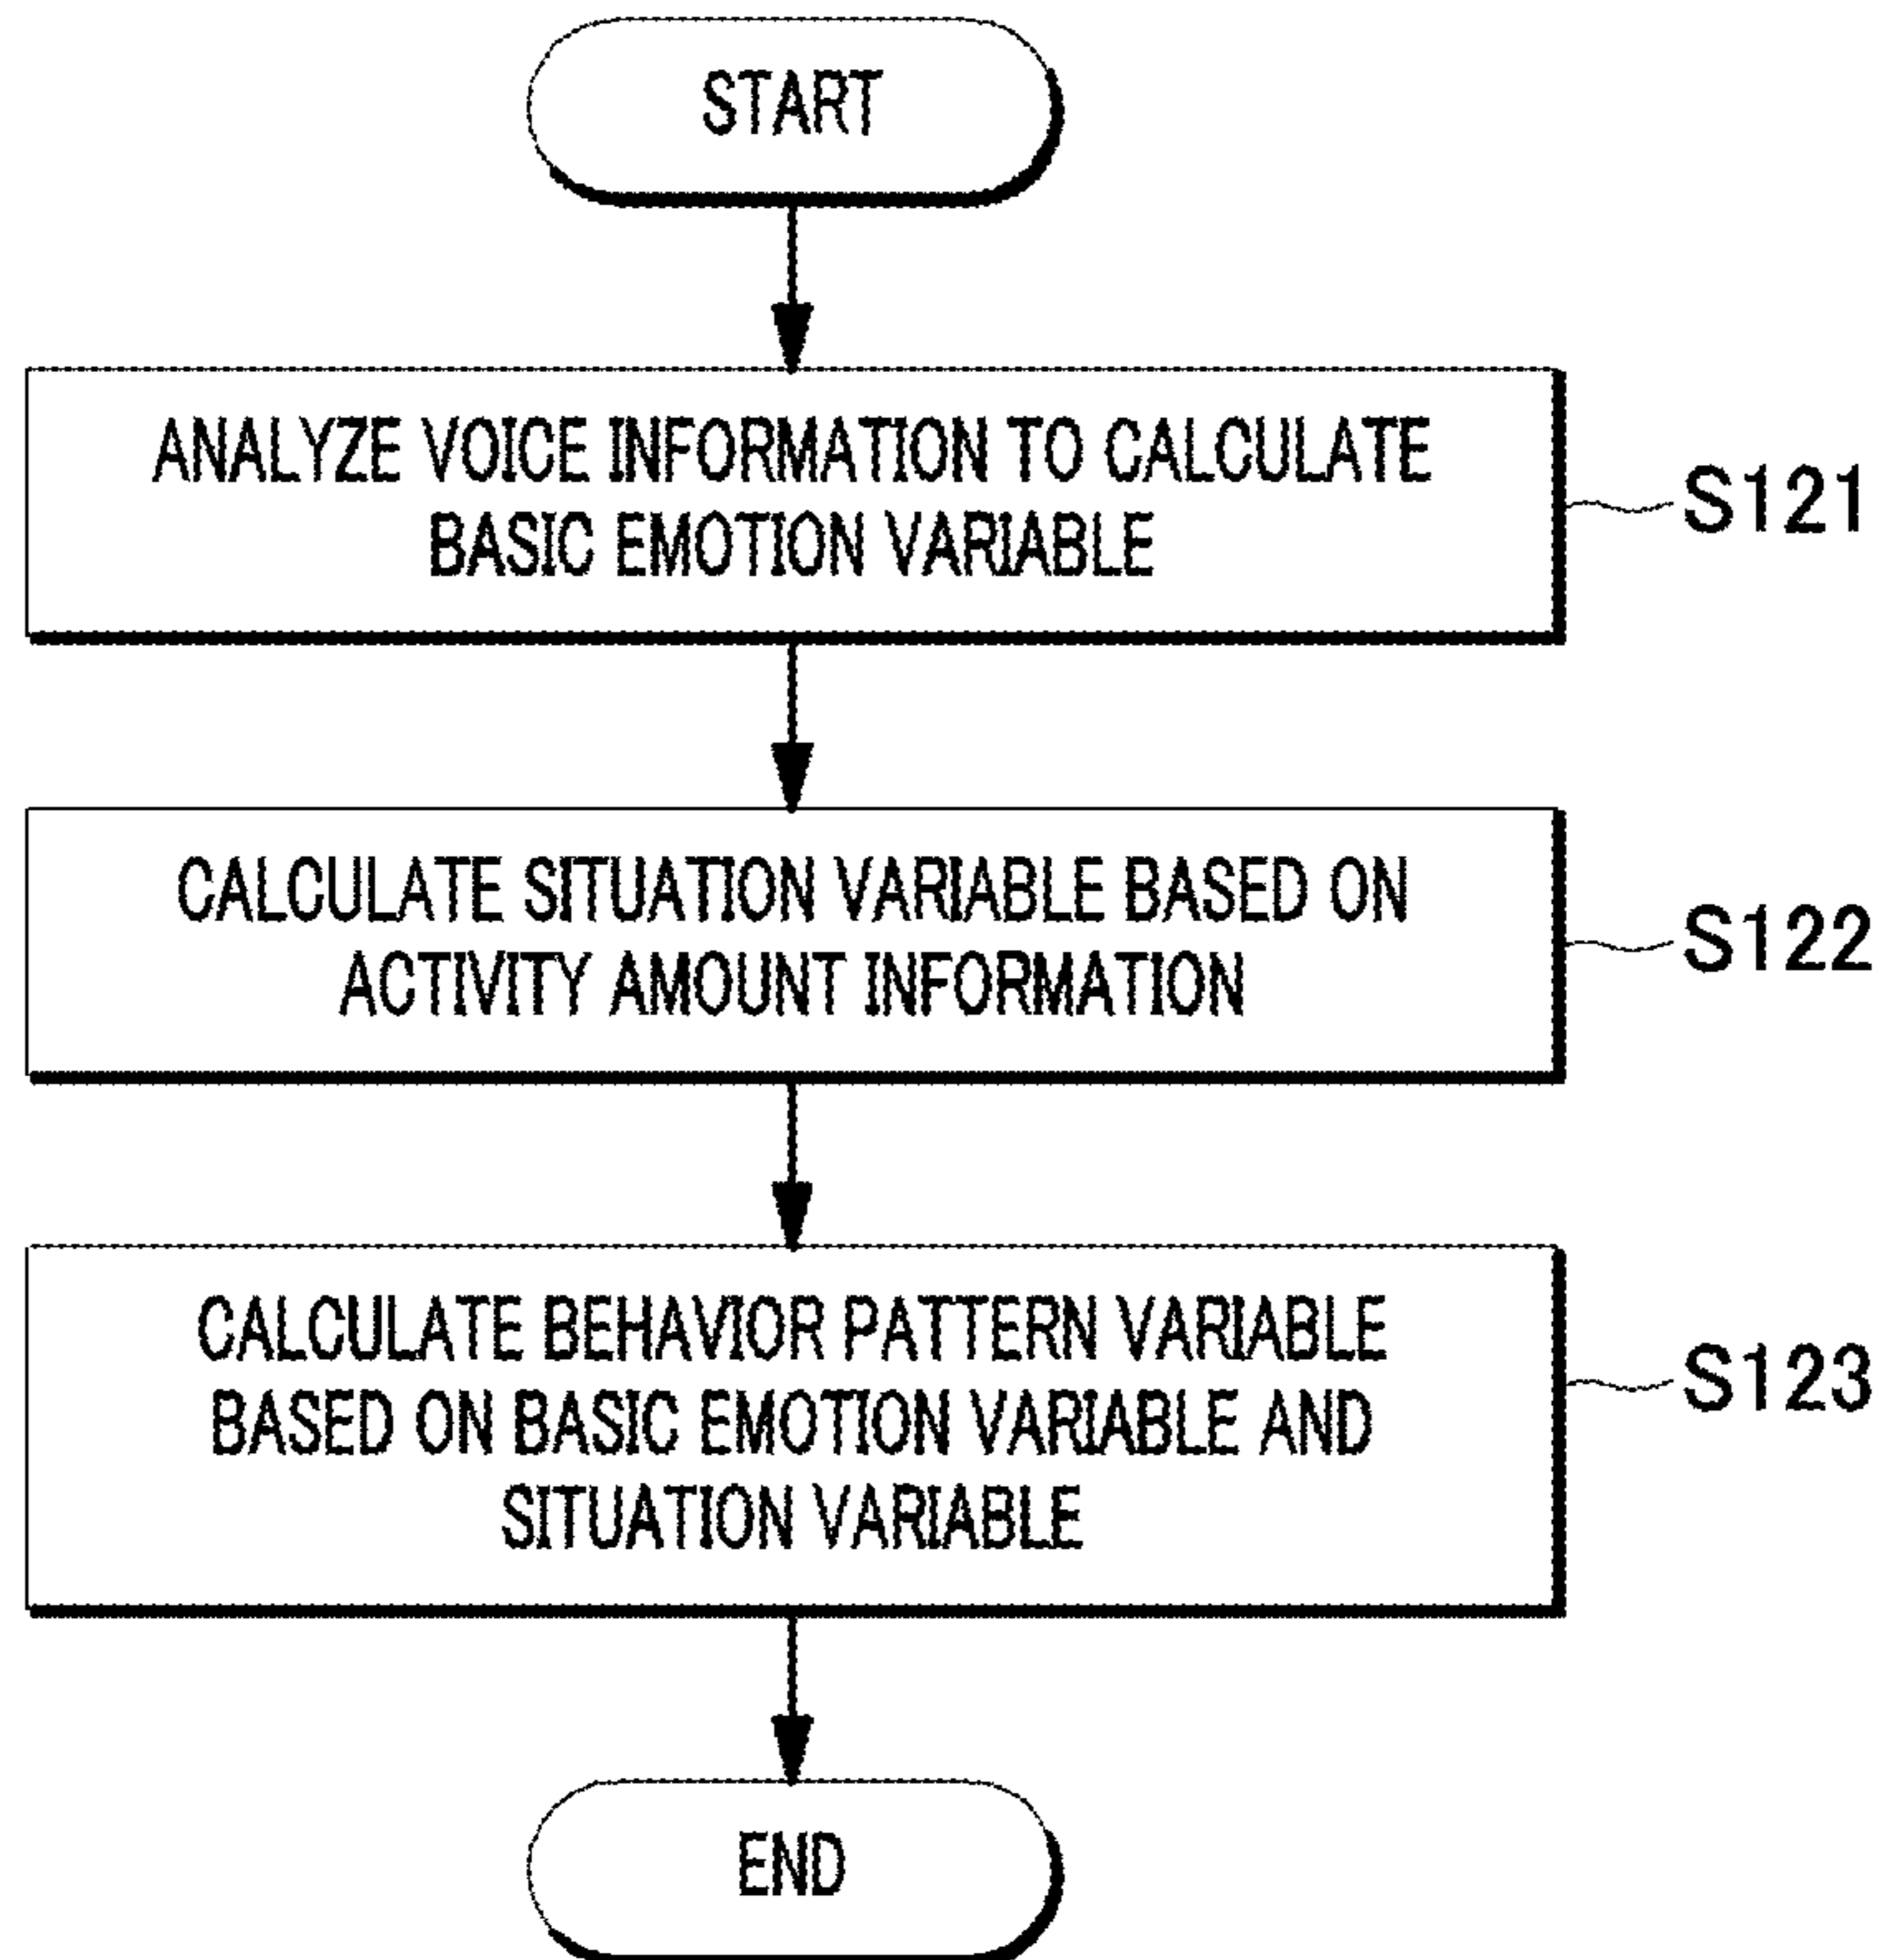 START
ANALYZE VOICE INFORMATION TO CALCULATE
BASIC EMOTION VARIABLE
S121
CALCULATE SITUATION VARIABLE BASED ON
ACTIVITY AMOUNT INFORMATION
S122
CALCULATE BEHAVIOR PATTERN VARIABLE
BASED ON BASIC EMOTION VARIABLE AND
SITUATION VARIABLE
S123
END